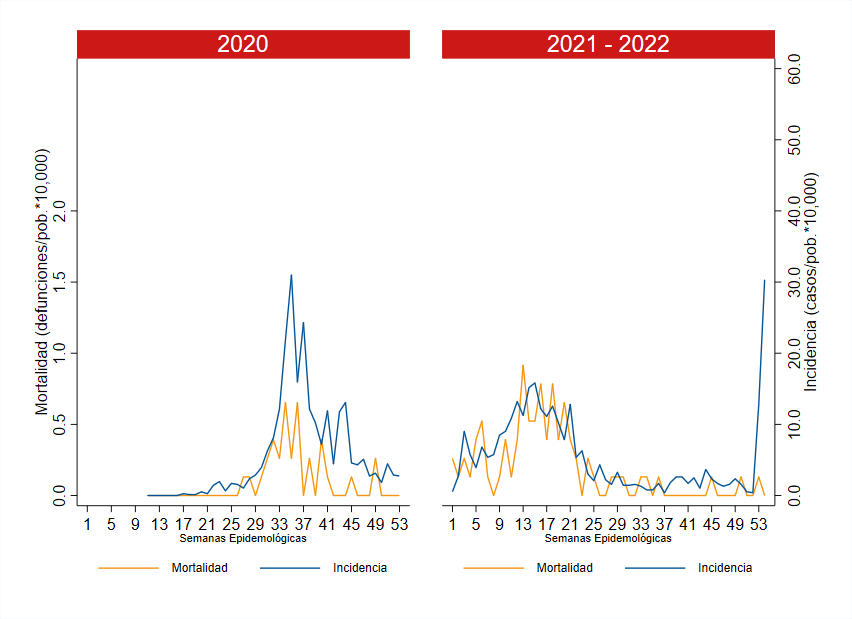 2020
2021 - 2022
Mortalidad (defunciones/pob.*10,000)
0.0 0.5 1.0 1.5 2.0
1 5 9 13 17 21 25 29 33 37 41 45 49 53
Semanas Epidemológicas
Mortalidad Incidencia
1 5 9 13 17 21 25 29 33 37 41 45 49 53
Semanas Epidemológicas
Mortalidad Incidencia
0.0 10.0 20.0 30.0 40.0 50.0 60.0
Incidencia (casos/pob.*10,000)